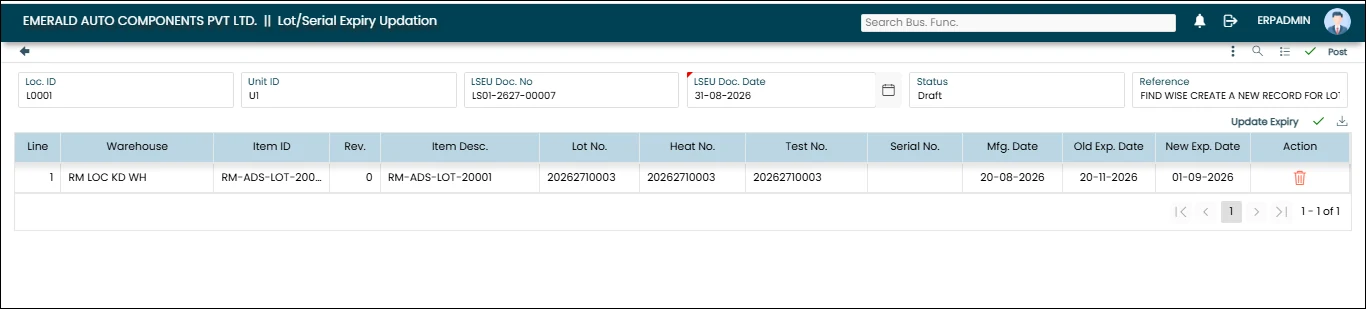 EMERALD AUTO COMPONENTS PVT LTD. || Lot/Serial Expiry Updation Search Bus. Func. ERPADMIN
Post
Loc. ID Unit ID LSEU Doc. No LSEU Doc. Date Status Reference
L0001 U1 LS01-2627-00007 31-08-2026 Draft FIND WISE CREATE A NEW RECORD FOR LOT
Update Expiry
Line Warehouse Item ID Rev. Item Desc. Lot No. Heat No. Test No. Serial No. Mfg. Date Old Exp. Date New Exp. Date Action
1 RM LOC KD WH RM-ADS-LOT-200... 0 RM-ADS-LOT-20001 20262710003 20262710003 20262710003 20-08-2026 20-11-2026 01-09-2026
1 1 - 1 of 1